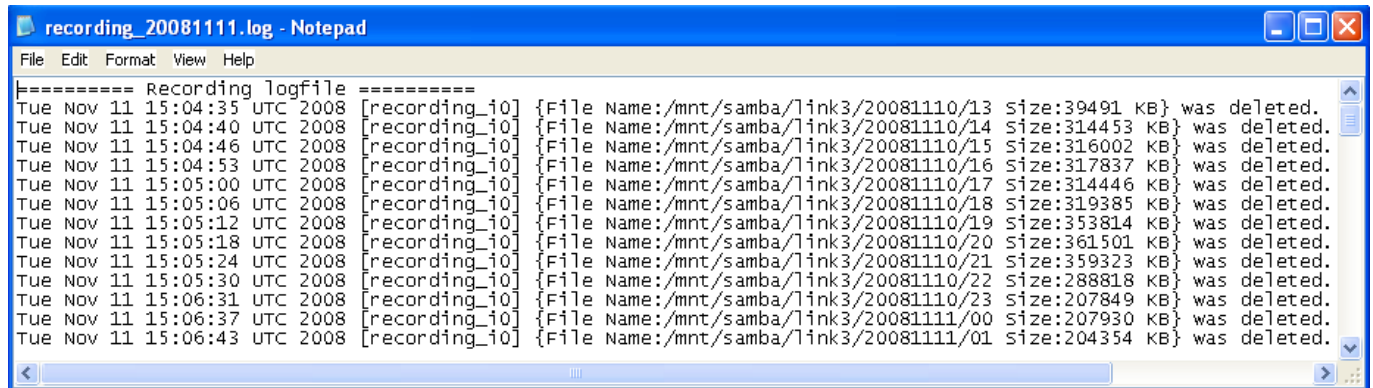 recording_20081111.log - Notepad
File Edit Format View Help
========== Recording logfile ==========
Tue Nov 11 15:04:35 UTC 2008 [recording_i0] {File Name:/mnt/samba/link3/20081110/13 Size:39491 KB} was deleted.
Tue Nov 11 15:04:40 UTC 2008 [recording_i0] {File Name:/mnt/samba/link3/20081110/14 Size:314453 KB} was deleted.
Tue Nov 11 15:04:46 UTC 2008 [recording_i0] {File Name:/mnt/samba/link3/20081110/15 Size:316002 KB} was deleted.
Tue Nov 11 15:04:53 UTC 2008 [recording_i0] {File Name:/mnt/samba/link3/20081110/16 Size:317837 KB} was deleted.
Tue Nov 11 15:05:00 UTC 2008 [recording_i0] {File Name:/mnt/samba/link3/20081110/17 Size:314446 KB} was deleted.
Tue Nov 11 15:05:06 UTC 2008 [recording_i0] {File Name:/mnt/samba/link3/20081110/18 Size:319385 KB} was deleted.
Tue Nov 11 15:05:12 UTC 2008 [recording_i0] {File Name:/mnt/samba/link3/20081110/19 Size:353814 KB} was deleted.
Tue Nov 11 15:05:18 UTC 2008 [recording_i0] {File Name:/mnt/samba/link3/20081110/20 Size:361501 KB} was deleted.
Tue Nov 11 15:05:24 UTC 2008 [recording_i0] {File Name:/mnt/samba/link3/20081110/21 Size:359323 KB} was deleted.
Tue Nov 11 15:05:30 UTC 2008 [recording_i0] {File Name:/mnt/samba/link3/20081110/22 Size:288818 KB} was deleted.
Tue Nov 11 15:06:31 UTC 2008 [recording_i0] {File Name:/mnt/samba/link3/20081110/23 Size:207849 KB} was deleted.
Tue Nov 11 15:06:37 UTC 2008 [recording_i0] {File Name:/mnt/samba/link3/20081111/00 Size:207930 KB} was deleted.
Tue Nov 11 15:06:43 UTC 2008 [recording_i0] {File Name:/mnt/samba/link3/20081111/01 Size:204354 KB} was deleted.